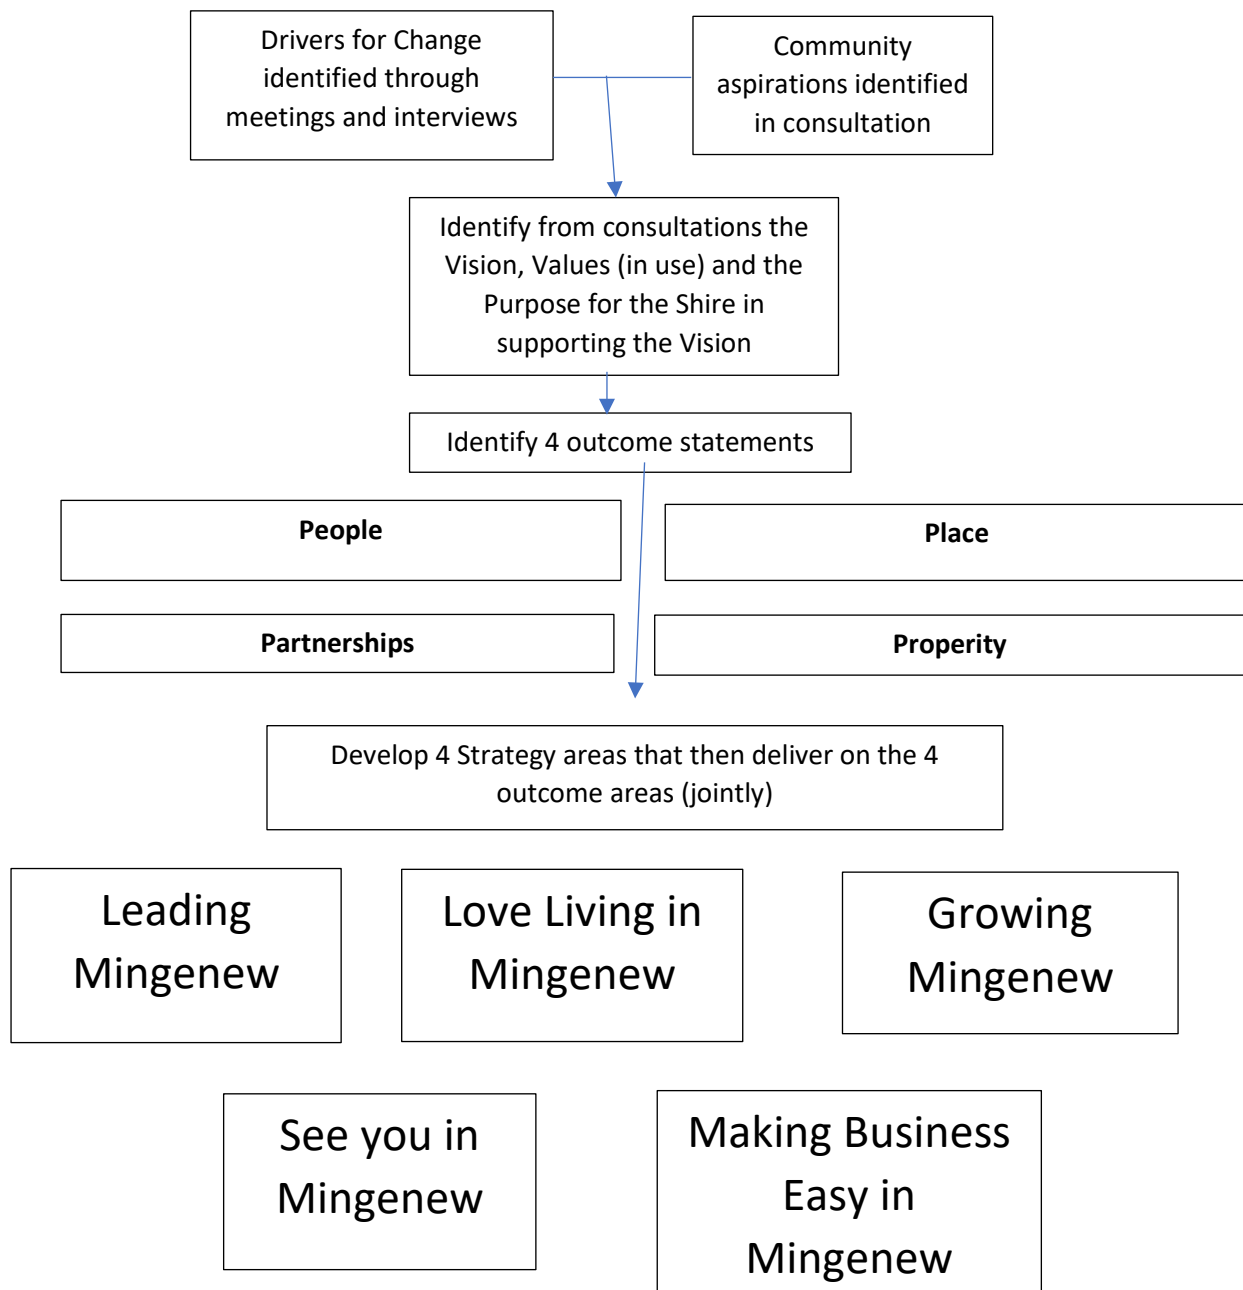 Drivers for Change
identified through
meetings and interviews
Community
aspirations identified
in consultation
Identify from consultations the
Vision, Values (in use) and the
Purpose for the Shire in
supporting the Vision
Identify 4 outcome statements
People
Place
Partnerships
Properity
Develop 4 Strategy areas that then deliver on the 4
outcome areas (jointly)
Leading
Mingenew
Love Living in
Mingenew
Growing
Mingenew
See you in
Mingenew
Making Business
Easy in
Mingenew